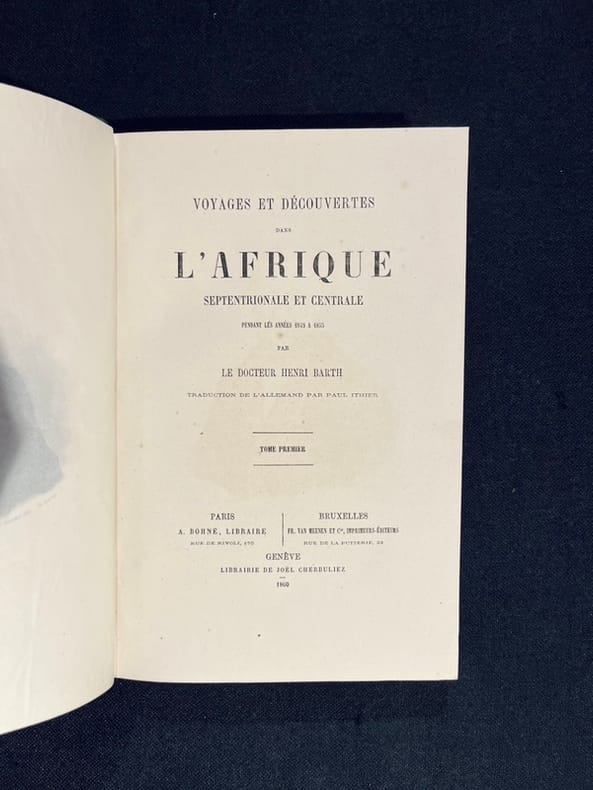 VOYAGES ET DÉCOUVERTES
DANS
L'AFRIQUE
SEPTENTRIONALE ET CENTRALE
PENDANT LES ANNÉES 1849 A 1855
PAR
LE DOCTEUR HENRI BARTH
TRADUCTION DE L'ALLEMAND PAR PAUL ITHIER
TOME PREMIER
PARIS
A. BOHNÉ, LIBRAIRE
RUE DE RIVOLI, 170
BRUXELLES
FR. VAN MEENEN ET Cie, IMPRIMEURS-ÉDITEURS
RUE DE LA PUTTERIE, 33
GENÈVE
LIBRAIRIE DE JOËL CHERBULIEZ
1860